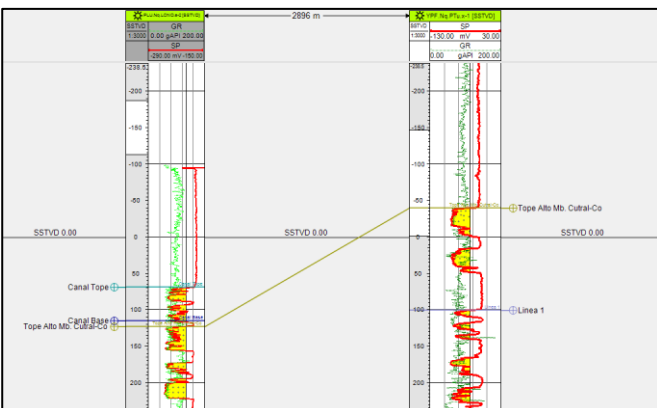 2896 m
SSTVD
1:3000
GR
0.00 gAPI 200.00
SP
-290.00 mV -150.00
YPF.Nq.PTu.x-1 [SSTVD]
SSTVD
1:3000
SP
-130.00 mV 30.00
GR
0.00 gAPI 200.00
-238.5
-200
-150
-100
-50
0
50
100
150
200
-200
-150
-100
-50
0
50
100
150
200
SSTVD 0.00
SSTVD 0.00
SSTVD 0.00
Canal Tope
Canal Base
Tope Alto Mb. Cutral-Co
Tope Alto Mb. Cutral-Co
Linea 1